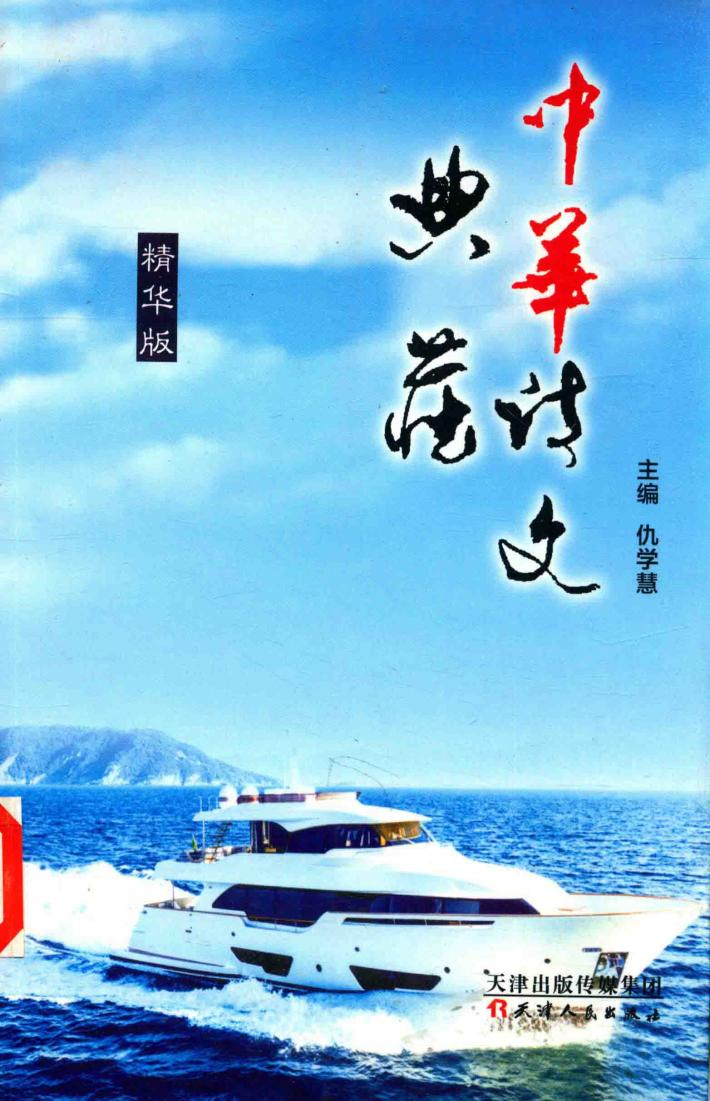 中華诗文
典藏
精华版
主编 仇学慧
天津出版传媒集团
天津人民出版社